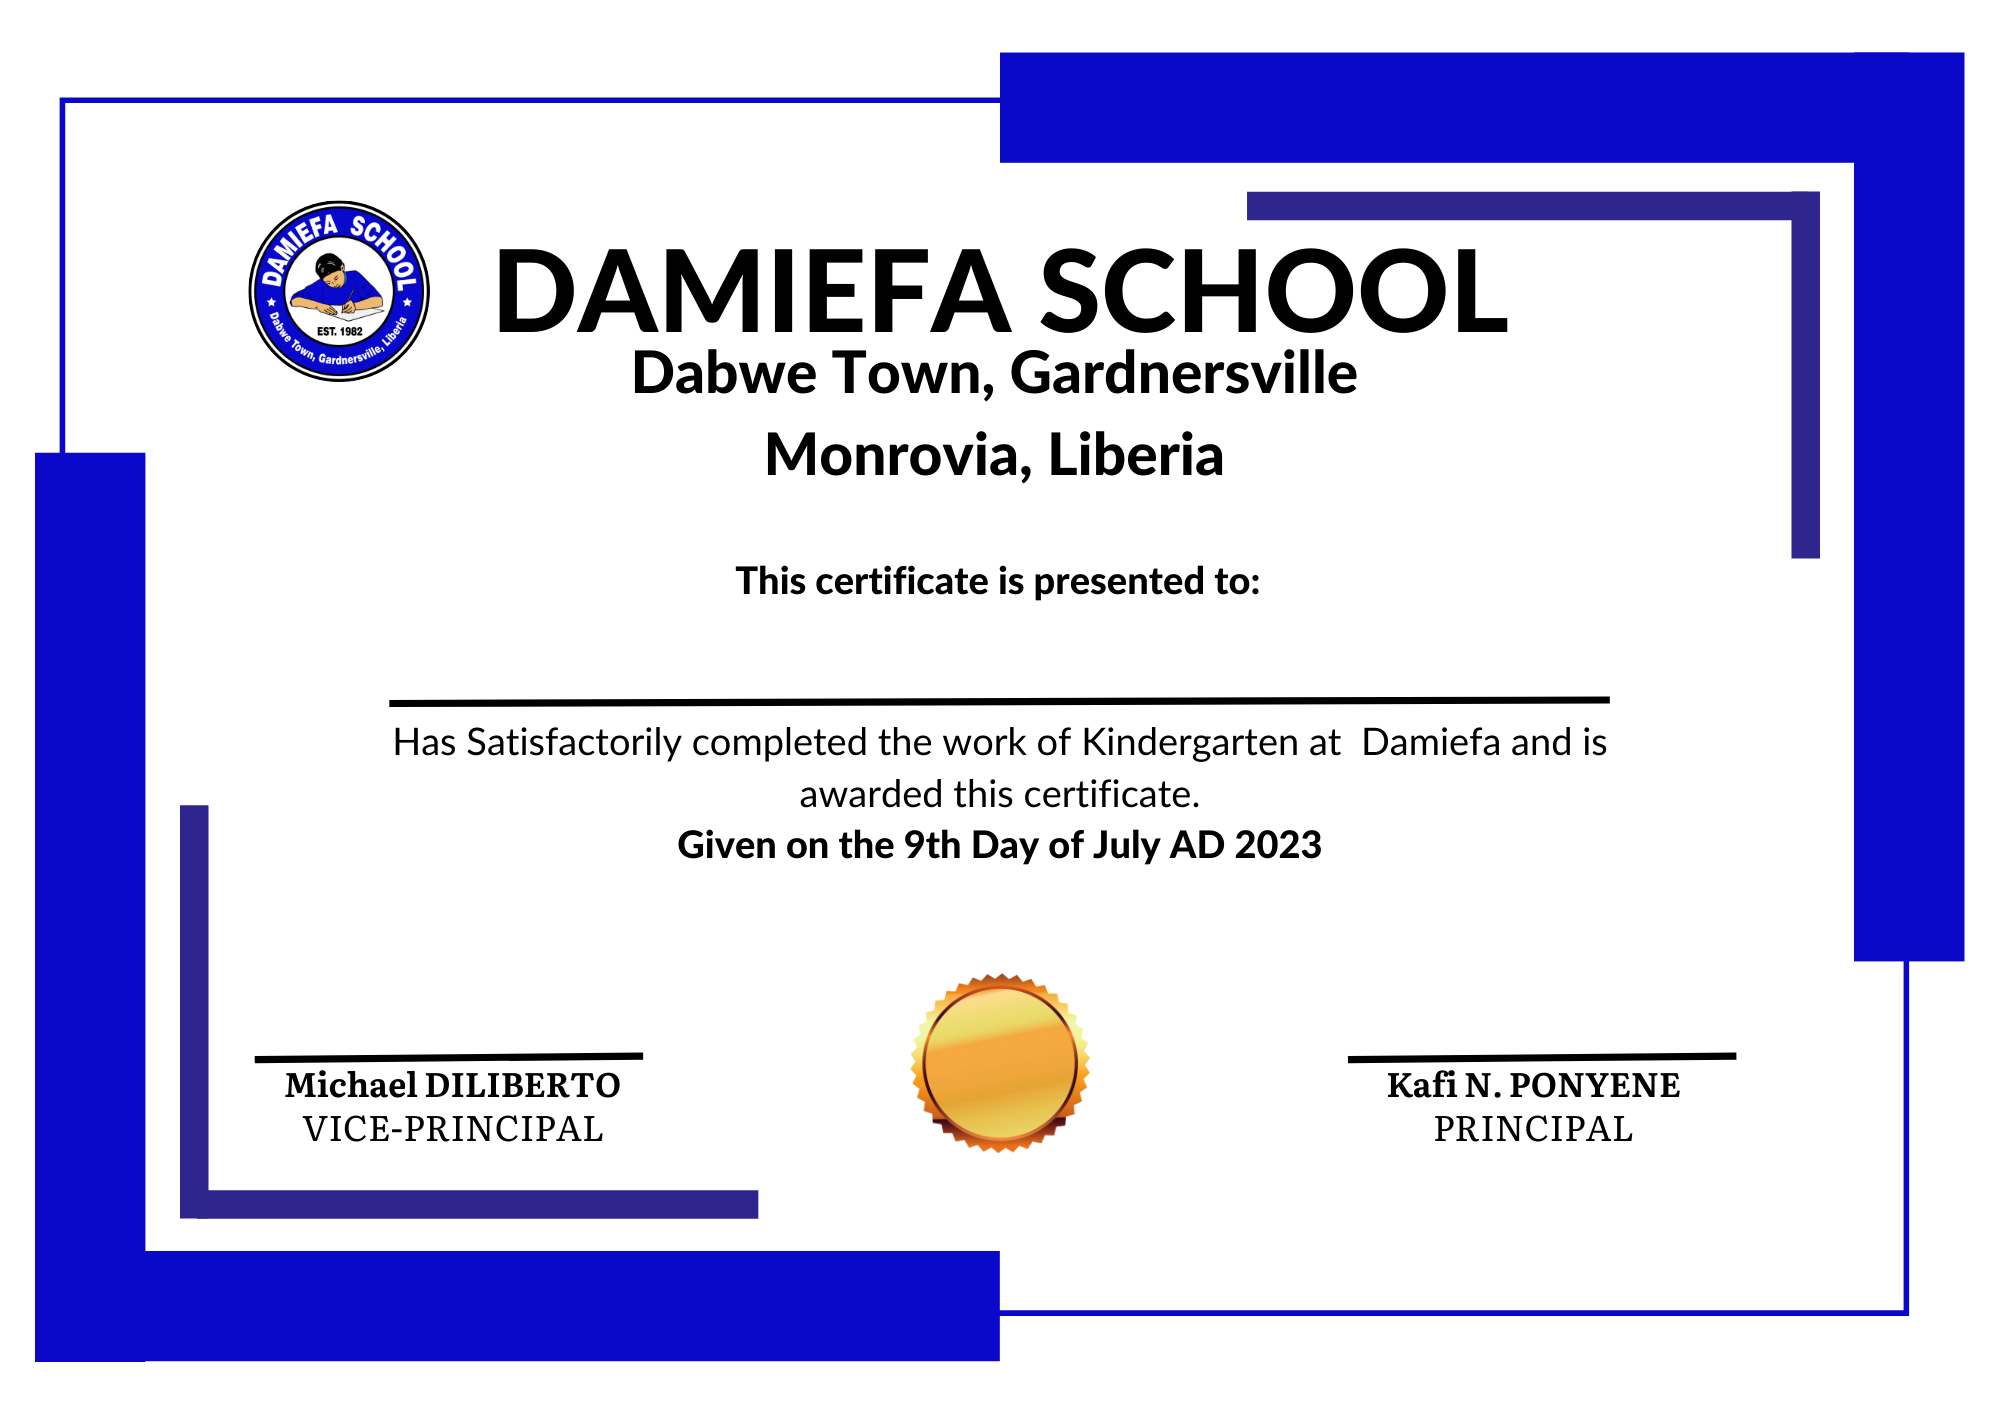 DAMIEFA SCHOOL
EST. 1982
★ Dabwe Town, Gardnersville, Liberia ★
DAMIEFA SCHOOL
Dabwe Town, Gardnersville
Monrovia, Liberia
This certificate is presented to:
Has Satisfactorily completed the work of Kindergarten at  Damiefa and is
awarded this certificate.
Given on the 9th Day of July AD 2023
Michael DILIBERTO
VICE-PRINCIPAL
Kafi N. PONYENE
PRINCIPAL